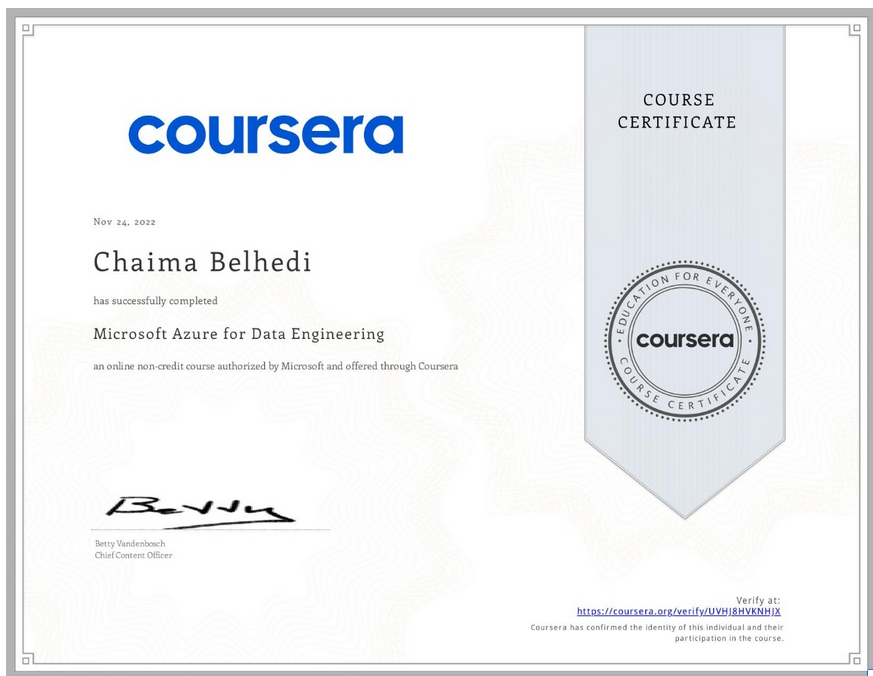 coursera
COURSE
CERTIFICATE
Nov 24, 2022
Chaima Belhedi
has successfully completed
Microsoft Azure for Data Engineering
an online non-credit course authorized by Microsoft and offered through Coursera
EDUCATION FOR EVERYONE
coursera
COURSE CERTIFICATE
Betty
Betty Vandenbosch
Chief Content Officer
Verify at:
https://coursera.org/verify/UVHJ8HVKNHJX
Coursera has confirmed the identity of this individual and their
participation in the course.